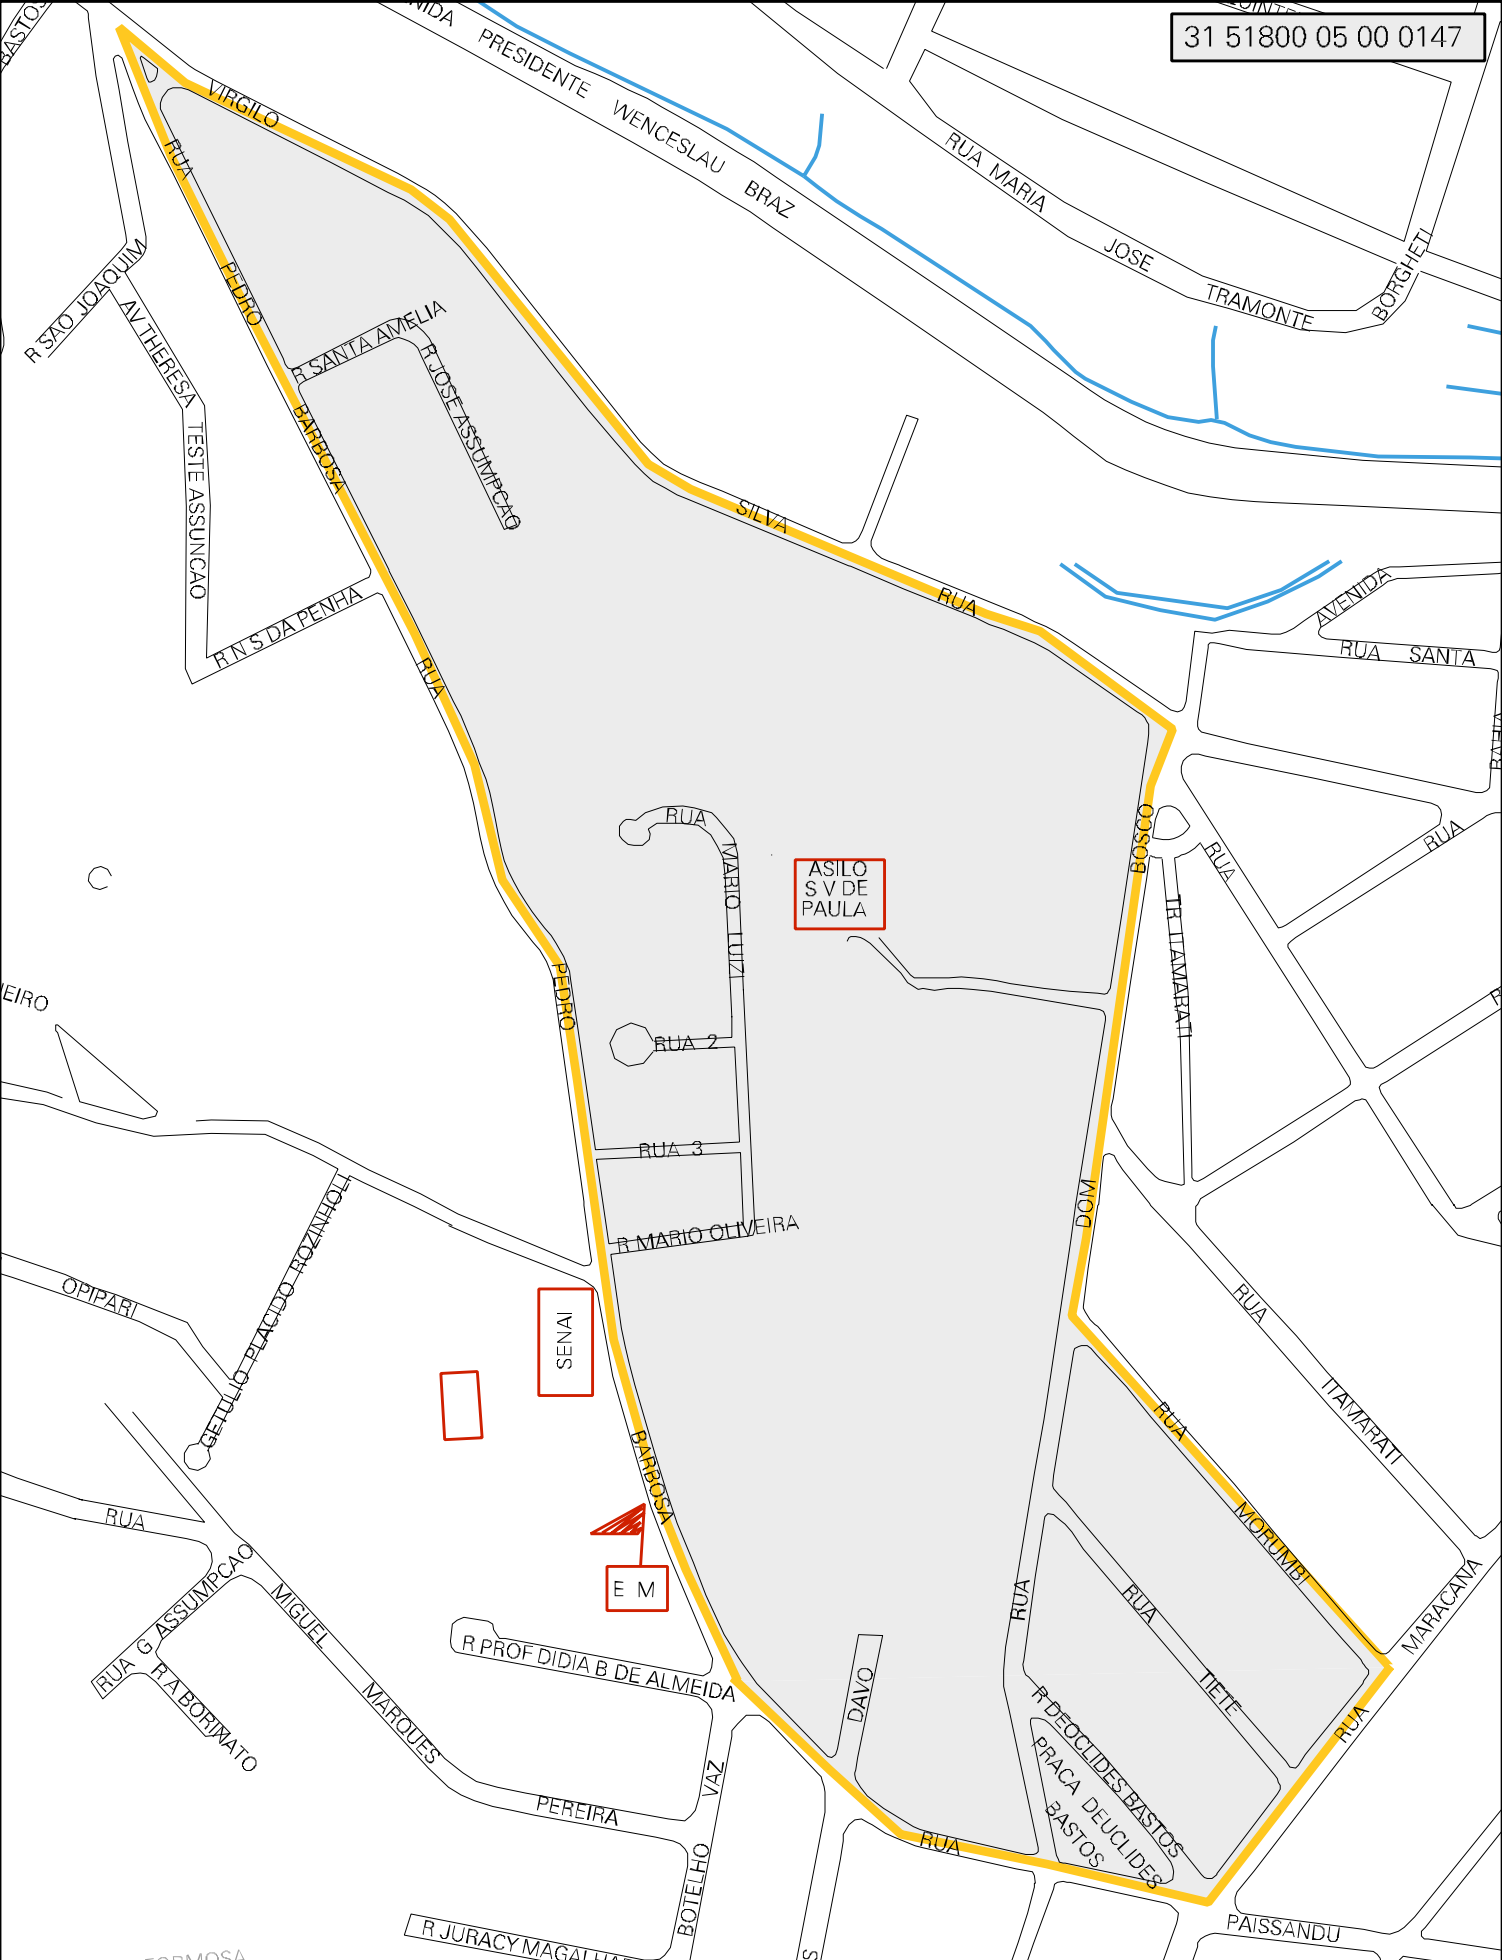 31 51800 05 00 0147
BASTOS
PRESIDENTE WENCESLAU BRAZ
VIRGILO
RUA MARIA JOSE TRAMONTE
BORGHETI
RUA PEDRO BARBOSA
R SAO JOAQUIM
AV THERESA TESTE ASSUNCAO
R SANTA AMELIA
R JOSE ASSUMPCAO
SILVA
RUA
R N S DA PENHA
AVENIDA
RUA SANTA
BAHIA
RUA PEDRO BARBOSA
RUA MARIO LUIZI
ASILO
S V DE
PAULA
BOSCO
RUA
RUA
TR ITAMARATI
RUA 2
RUA 3
R MARIO OLIVEIRA
DOM
RUA ITAMARATI
OPIPARI
GETULIO PLACIDO ROZINHOLI
SENAI
E M
RUA
RUA G ASSUMPCAO
R A BORIMATO
MIGUEL MARQUES PEREIRA
R PROF DIDIA B DE ALMEIDA
RUA MORUMBI
RUA
RUA TIETE
RUA MARACANA
DAVO
R DEOCLIDES BASTOS
PRACA DEUCLIDES
BASTOS
RUA PAISSANDU
BOTELHO VAZ
R JURACY MAGALHA
FORMOSA